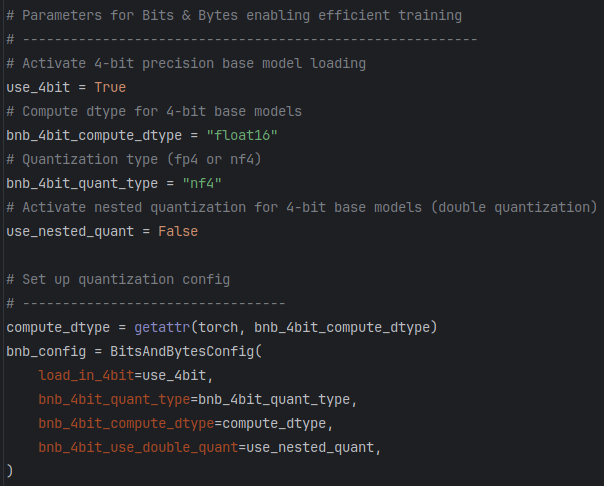 # Parameters for Bits & Bytes enabling efficient training
# ---------------------------------------------------------
# Activate 4-bit precision base model loading
use_4bit = True
# Compute dtype for 4-bit base models
bnb_4bit_compute_dtype = "float16"
# Quantization type (fp4 or nf4)
bnb_4bit_quant_type = "nf4"
# Activate nested quantization for 4-bit base models (double quantization)
use_nested_quant = False

# Set up quantization config
# ---------------------------------
compute_dtype = getattr(torch, bnb_4bit_compute_dtype)
bnb_config = BitsAndBytesConfig(
    load_in_4bit=use_4bit,
    bnb_4bit_quant_type=bnb_4bit_quant_type,
    bnb_4bit_compute_dtype=compute_dtype,
    bnb_4bit_use_double_quant=use_nested_quant,
)